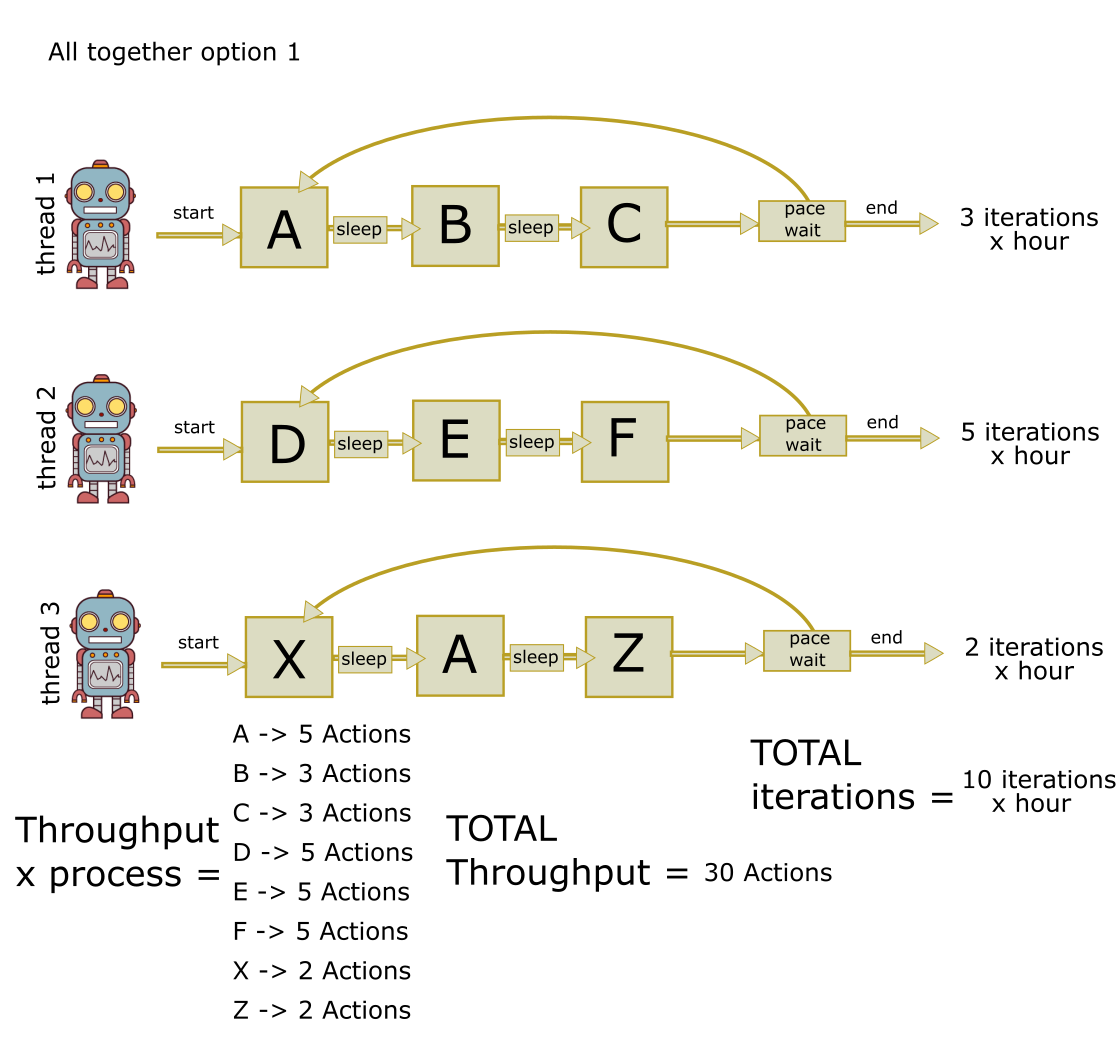 All together option 1
thread 1
start
A
sleep
B
sleep
C
pace
wait
end
3 iterations
x hour
thread 2
start
D
sleep
E
sleep
F
pace
wait
end
5 iterations
x hour
thread 3
start
X
sleep
A
sleep
Z
pace
wait
end
2 iterations
x hour
Throughput
x process =
A -> 5 Actions
B -> 3 Actions
C -> 3 Actions
D -> 5 Actions
E -> 5 Actions
F -> 5 Actions
X -> 2 Actions
Z -> 2 Actions
TOTAL
Throughput = 30 Actions
TOTAL
iterations = 10 iterations
x hour